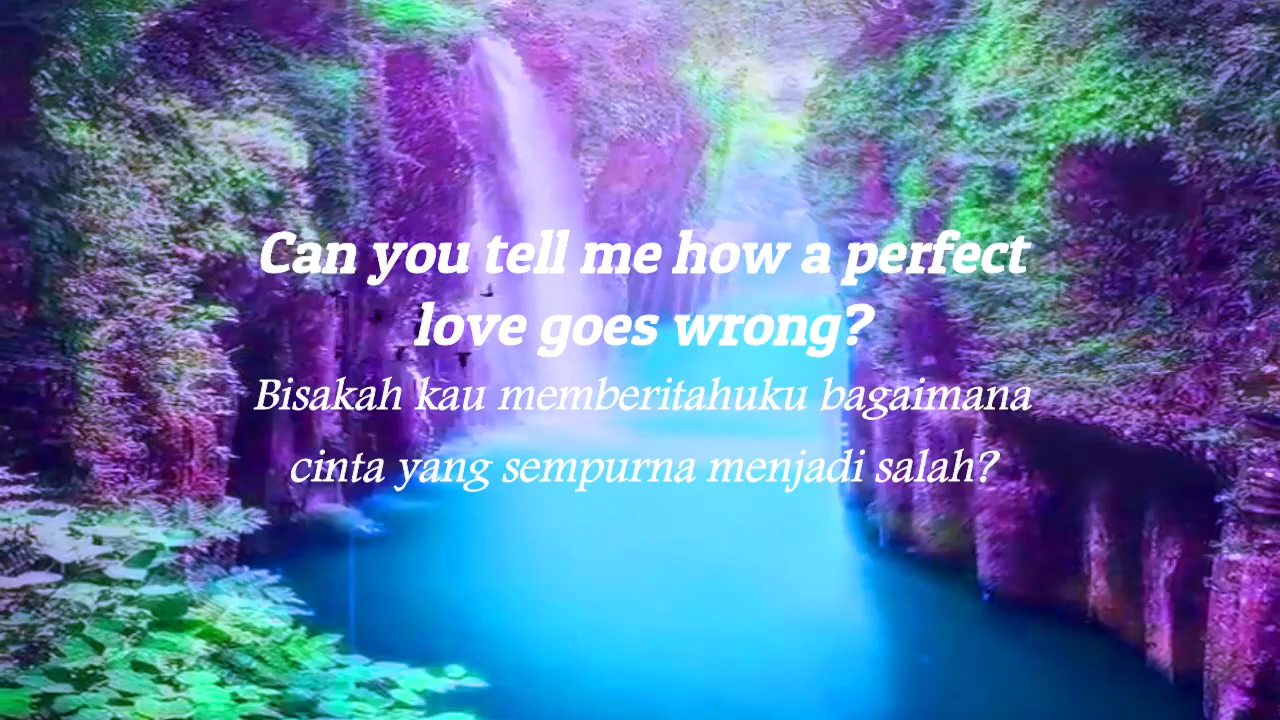 Can you tell me how a perfect
love goes wrong?
Bisakah kau memberitahuku bagaimana
cinta yang sempurna menjadi salah?